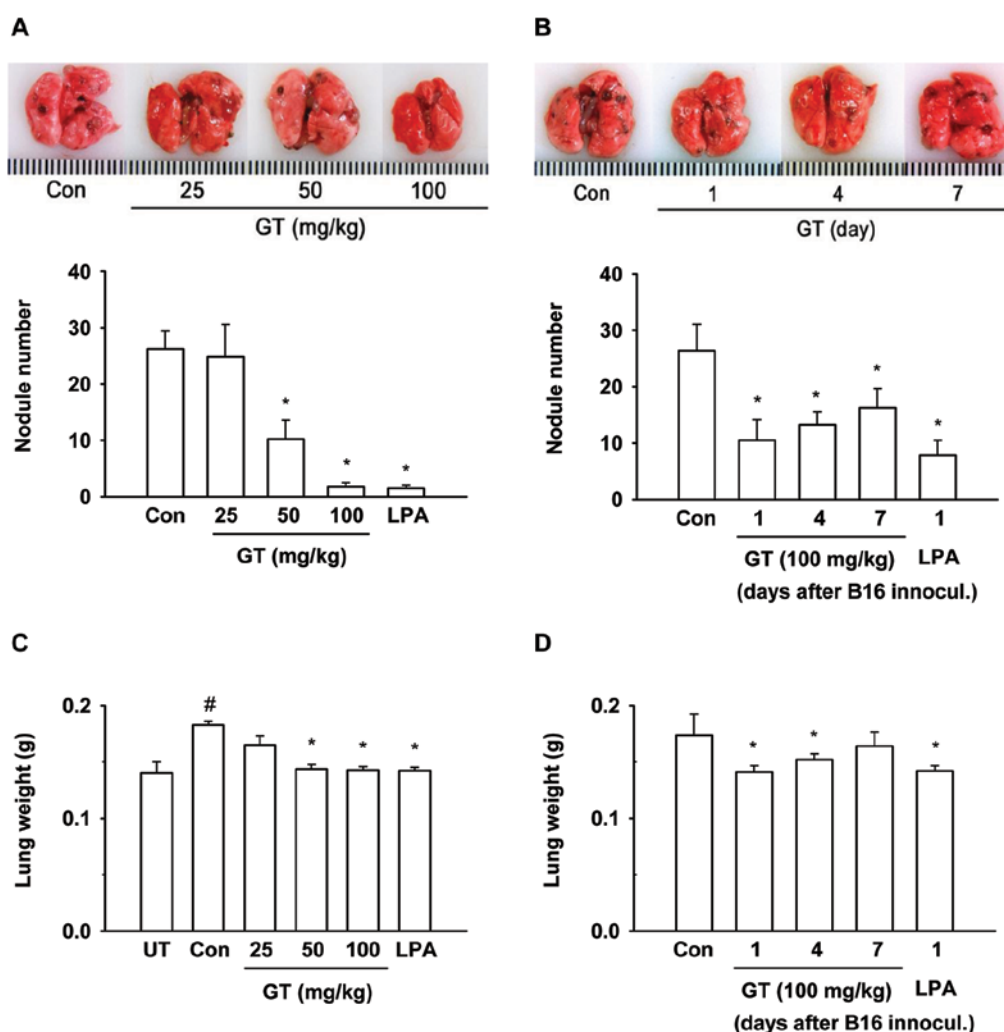 A
Con 25 50 100
GT (mg/kg)
Nodule number
40
30
20
10
0
* * *
Con 25 50 100 LPA
GT (mg/kg)
B
Con 1 4 7
GT (day)
Nodule number
40
30
20
10
0
* * * *
Con 1 4 7 1
GT (100 mg/kg) LPA
(days after B16 innocul.)
C
Lung weight (g)
0.2
0.1
0.0
# * * *
UT Con 25 50 100 LPA
GT (mg/kg)
D
Lung weight (g)
0.2
0.1
0.0
* * *
Con 1 4 7 1
GT (100 mg/kg) LPA
(days after B16 innocul.)